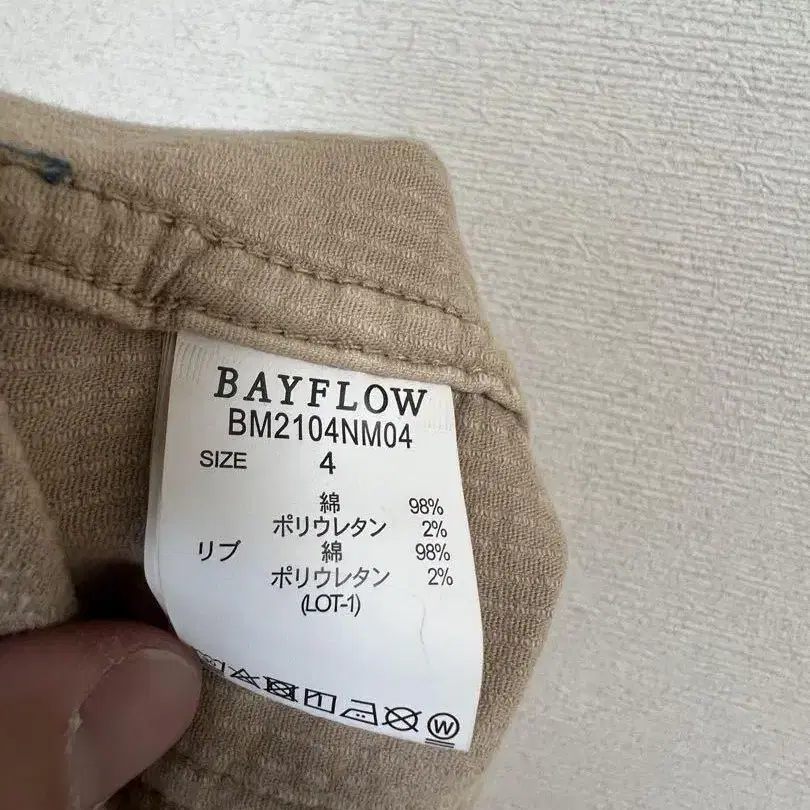 BAYFLOW
BM2104NM04
SIZE 4
綿 98%
ポリウレタン 2%
リブ 綿 98%
ポリウレタン 2%
(LOT-1)
W